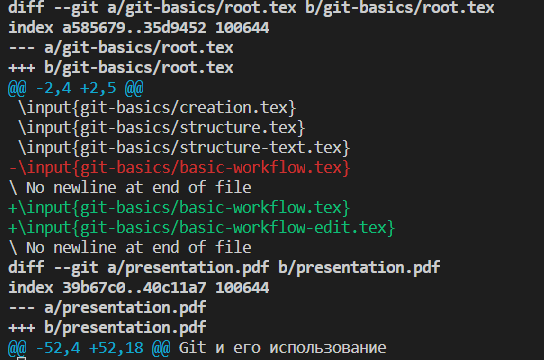 diff --git a/git-basics/root.tex b/git-basics/root.tex
index a585679..35d9452 100644
--- a/git-basics/root.tex
+++ b/git-basics/root.tex
@@ -2,4 +2,5 @@
 \input{git-basics/creation.tex}
 \input{git-basics/structure.tex}
 \input{git-basics/structure-text.tex}
-\input{git-basics/basic-workflow.tex}
\ No newline at end of file
+\input{git-basics/basic-workflow.tex}
+\input{git-basics/basic-workflow-edit.tex}
\ No newline at end of file
diff --git a/presentation.pdf b/presentation.pdf
index 39b67c0..40c11a7 100644
--- a/presentation.pdf
+++ b/presentation.pdf
@@ -52,4 +52,18 @@ Git и его использование